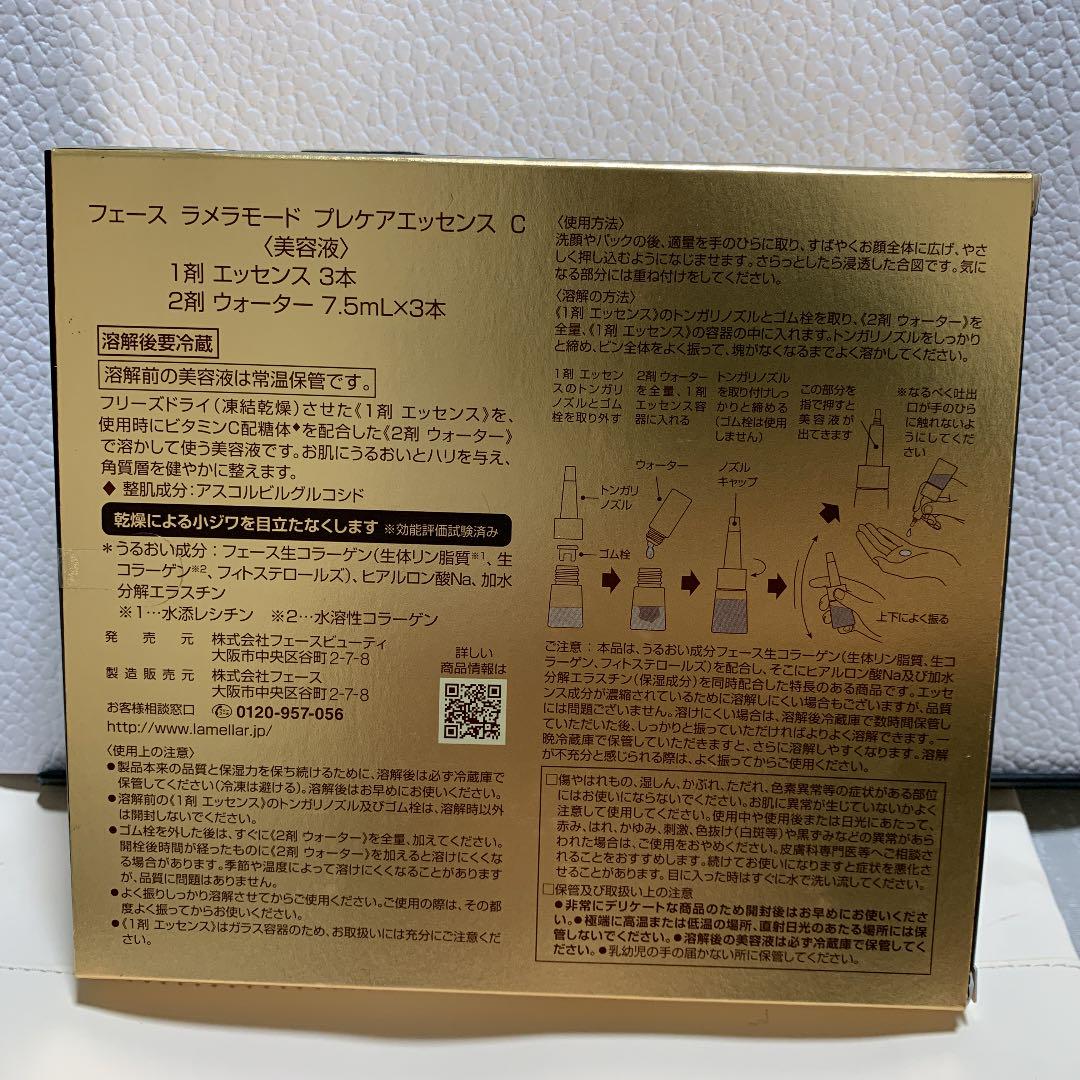 フェース ラメラモード プレケアエッセンス C
〈美容液〉
1剤 エッセンス 3本
2剤 ウォーター 7.5mL×3本
溶解後要冷蔵
溶解前の美容液は常温保管です。
フリーズドライ(凍結乾燥)させた《1剤 エッセンス》を、
使用時にビタミンC配糖体◆を配合した《2剤 ウォーター》
で溶かして使う美容液です。お肌にうるおいとハリを与え、
角質層を健やかに整えます。
◆ 整肌成分:アスコルビルグルコシド
乾燥による小ジワを目立たなくします ※効能評価試験済み
*うるおい成分:フェース生コラーゲン(生体リン脂質※1、生
コラーゲン※2、フィトステロールズ)、ヒアルロン酸Na、加水
分解エラスチン
※1…水添レシチン ※2…水溶性コラーゲン
発売元 株式会社フェースビューティ
大阪市中央区谷町2-7-8
製造販売元 株式会社フェース
大阪市中央区谷町2-7-8
お客様相談窓口 0120-957-056
http://www.lamellar.jp/
詳しい
商品情報は
〈使用上の注意〉
●製品本来の品質と保湿力を保ち続けるために、溶解後は必ず冷蔵庫で
保管してください(冷凍は避ける)。溶解後はお早めにお使いください。
●溶解前の《1剤 エッセンス》のトンガリノズル及びゴム栓は、溶解時以外
は開封しないでください。
●ゴム栓を外した後は、すぐに《2剤 ウォーター》を全量、加えてください。
開栓後時間が経ったものに《2剤 ウォーター》を加えると溶けにくくな
る場合があります。季節や温度によって溶けにくくなることがあります
が、品質に問題はありません。
●よく振りしっかり溶解させてからご使用ください。ご使用の際は、その都
度よく振ってからお使いください。
●《1剤 エッセンス》はガラス容器のため、お取扱いには充分にご注意くだ
さい。
〈使用方法〉
洗顔やパックの後、適量を手のひらに取り、すばやくお顔全体に広げ、やさ
しく押し込むようになじませます。さらっとしたら浸透した合図です。気に
なる部分には重ね付けをしてください。
〈溶解の方法〉
《1剤 エッセンス》のトンガリノズルとゴム栓を取り、《2剤 ウォーター》を
全量、《1剤 エッセンス》の容器の中に入れます。トンガリノズルをしっかり
と締め、ビン全体をよく振って、塊がなくなるまでよく溶かしてください。
1剤 エッセン
スのトンガリ
ノズルとゴム
栓を取り外す
2剤 ウォーター
を全量、1剤
エッセンス容
器に入れる
トンガリノズル
を取り付けしっ
かりと締める
(ゴム栓は使用
しません)
この部分を
指で押すと
美容液が
出てきます
※なるべく吐出
口が手のひら
に触れないよ
うにしてくだ
さい
トンガリ
ノズル
ゴム栓
ウォーター
ノズル
キャップ
上下によく振る
ご注意:本品は、うるおい成分フェース生コラーゲン(生体リン脂質、生コ
ラーゲン、フィトステロールズ)を配合し、そこにヒアルロン酸Na及び加水
分解エラスチン(保湿成分)を同時配合した特長のある商品です。エッセ
ンス成分が濃縮されているために溶解しにくい場合もございますが、品質
には問題ございません。溶けにくい場合は、溶解後冷蔵庫で数時間保管し
ていただいた後、しっかりと振っていただければよりよく溶解できます。一
晩冷蔵庫で保管していただきますと、さらに溶解しやすくなります。溶解
が不充分と感じられる際は、よく振ってからご使用ください。
□傷やはれもの、湿しん、かぶれ、ただれ、色素異常等の症状がある部位
にはお使いにならないでください。お肌に異常が生じていないかよく
注意して使用してください。使用中や使用後または日光にあたって、
赤み、はれ、かゆみ、刺激、色抜け(白斑等)や黒ずみなどの異常があら
われた場合は、ご使用をおやめください。皮膚科専門医等へご相談さ
れることをおすすめします。続けてお使いになりますと症状を悪化さ
せることがあります。目に入った時はすぐに水で洗い流してください。
□保管及び取扱い上の注意
●非常にデリケートな商品のため開封後はお早めにお使いくださ
い。●極端に高温または低温の場所、直射日光のあたる場所には保
管しないでください。●溶解後の美容液は必ず冷蔵庫で保管してく
ださい。●乳幼児の手の届かない所に保管してください。